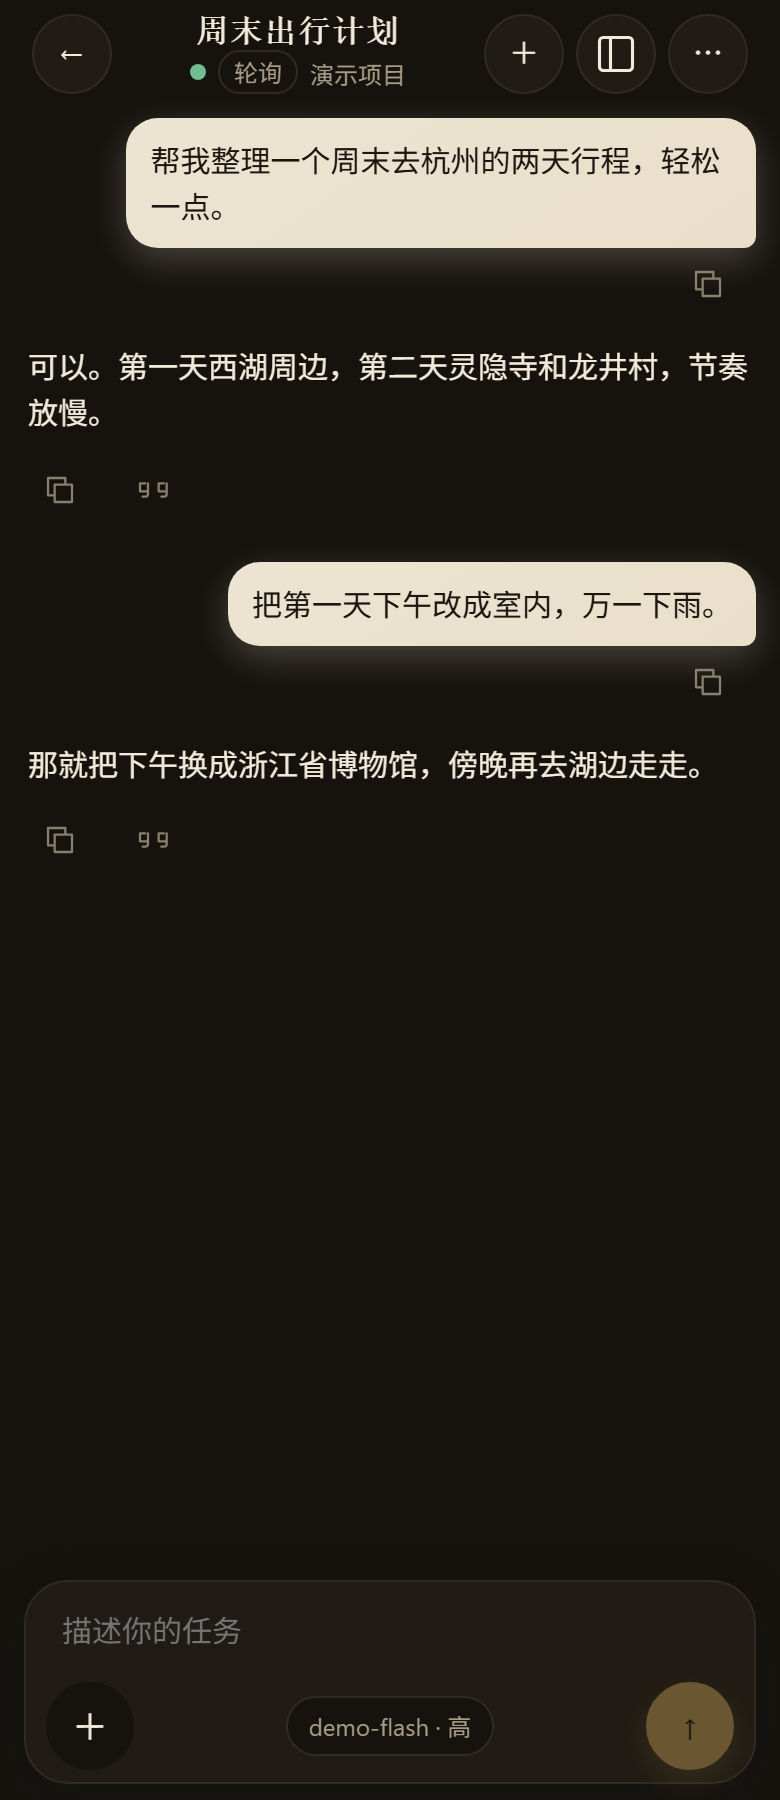 周末出行计划
轮询 演示项目
帮我整理一个周末去杭州的两天行程，轻松
一点。
可以。第一天西湖周边，第二天灵隐寺和龙井村，节奏
放慢。
把第一天下午改成室内，万一下雨。
那就把下午换成浙江省博物馆，傍晚再去湖边走走。
描述你的任务
demo-flash · 高